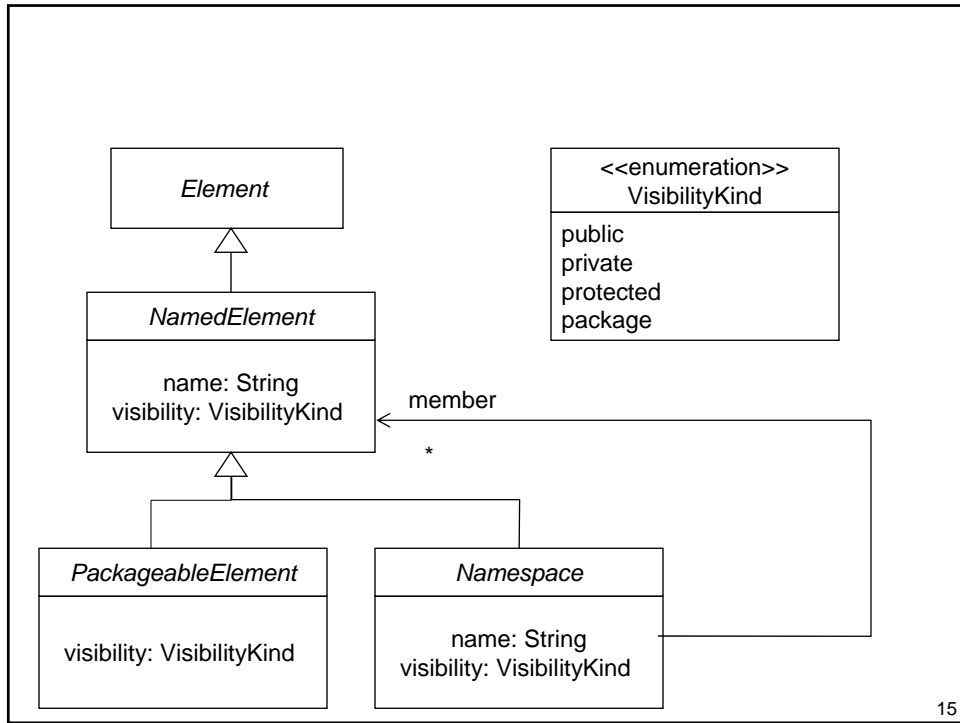 Element
<<enumeration>>
VisibilityKind
public
private
protected
package
NamedElement
name: String
visibility: VisibilityKind
member
*
PackageableElement
visibility: VisibilityKind
Namespace
name: String
visibility: VisibilityKind
15